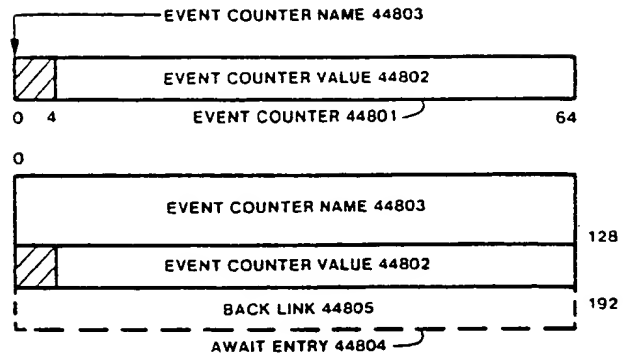 EVENT COUNTER NAME 44803
EVENT COUNTER VALUE 44802
0 4 EVENT COUNTER 44801 64
0
EVENT COUNTER NAME 44803
128
EVENT COUNTER VALUE 44802
BACK LINK 44805 192
AWAIT ENTRY 44804